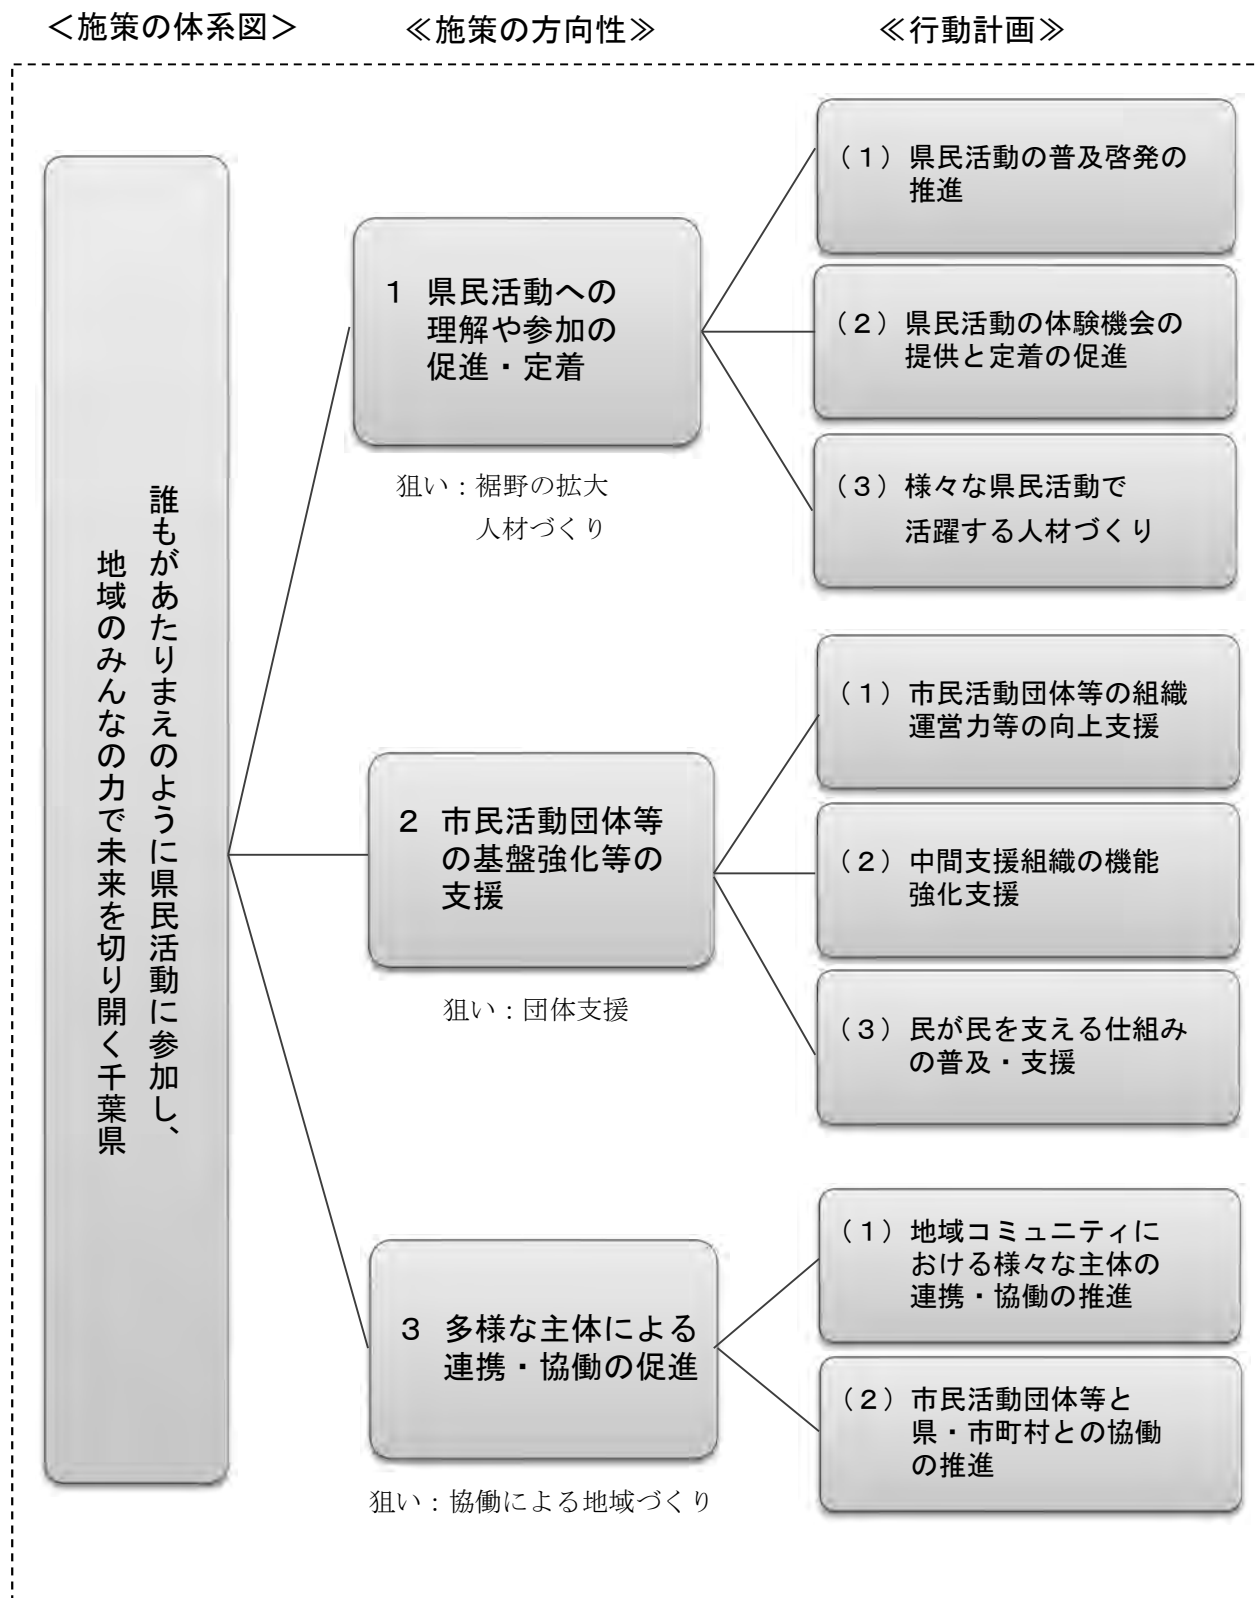 ＜施策の体系図＞
≪施策の方向性≫
≪行動計画≫
誰もがあたりまえのように県民活動に参加し、
地域のみんなの力で未来を切り開く千葉県
１ 県民活動への
理解や参加の
促進・定着
狙い：裾野の拡大
人材づくり
（１）県民活動の普及啓発の
推進
（２）県民活動の体験機会の
提供と定着の促進
（３）様々な県民活動で
活躍する人材づくり
２ 市民活動団体等
の基盤強化等の
支援
狙い：団体支援
（１）市民活動団体等の組織
運営力等の向上支援
（２）中間支援組織の機能
強化支援
（３）民が民を支える仕組み
の普及・支援
３ 多様な主体による
連携・協働の促進
狙い：協働による地域づくり
（１）地域コミュニティに
おける様々な主体の
連携・協働の推進
（２）市民活動団体等と
県・市町村との協働
の推進